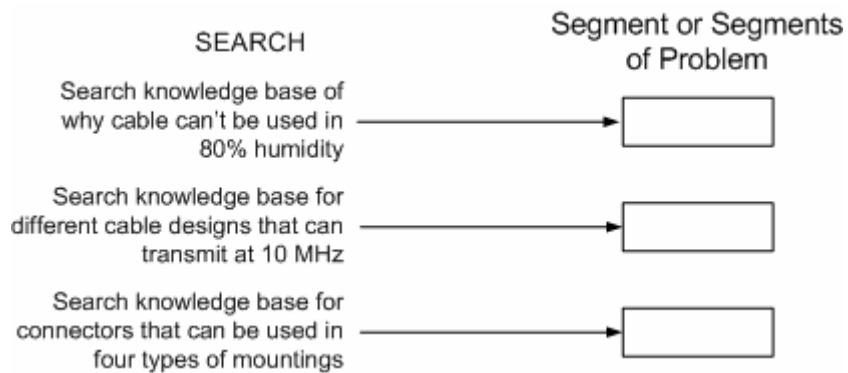 SEARCH
Segment or Segments
of Problem
Search knowledge base of
why cable can't be used in
80% humidity
Search knowledge base for
different cable designs that can
transmit at 10 MHz
Search knowledge base for
connectors that can be used in
four types of mountings